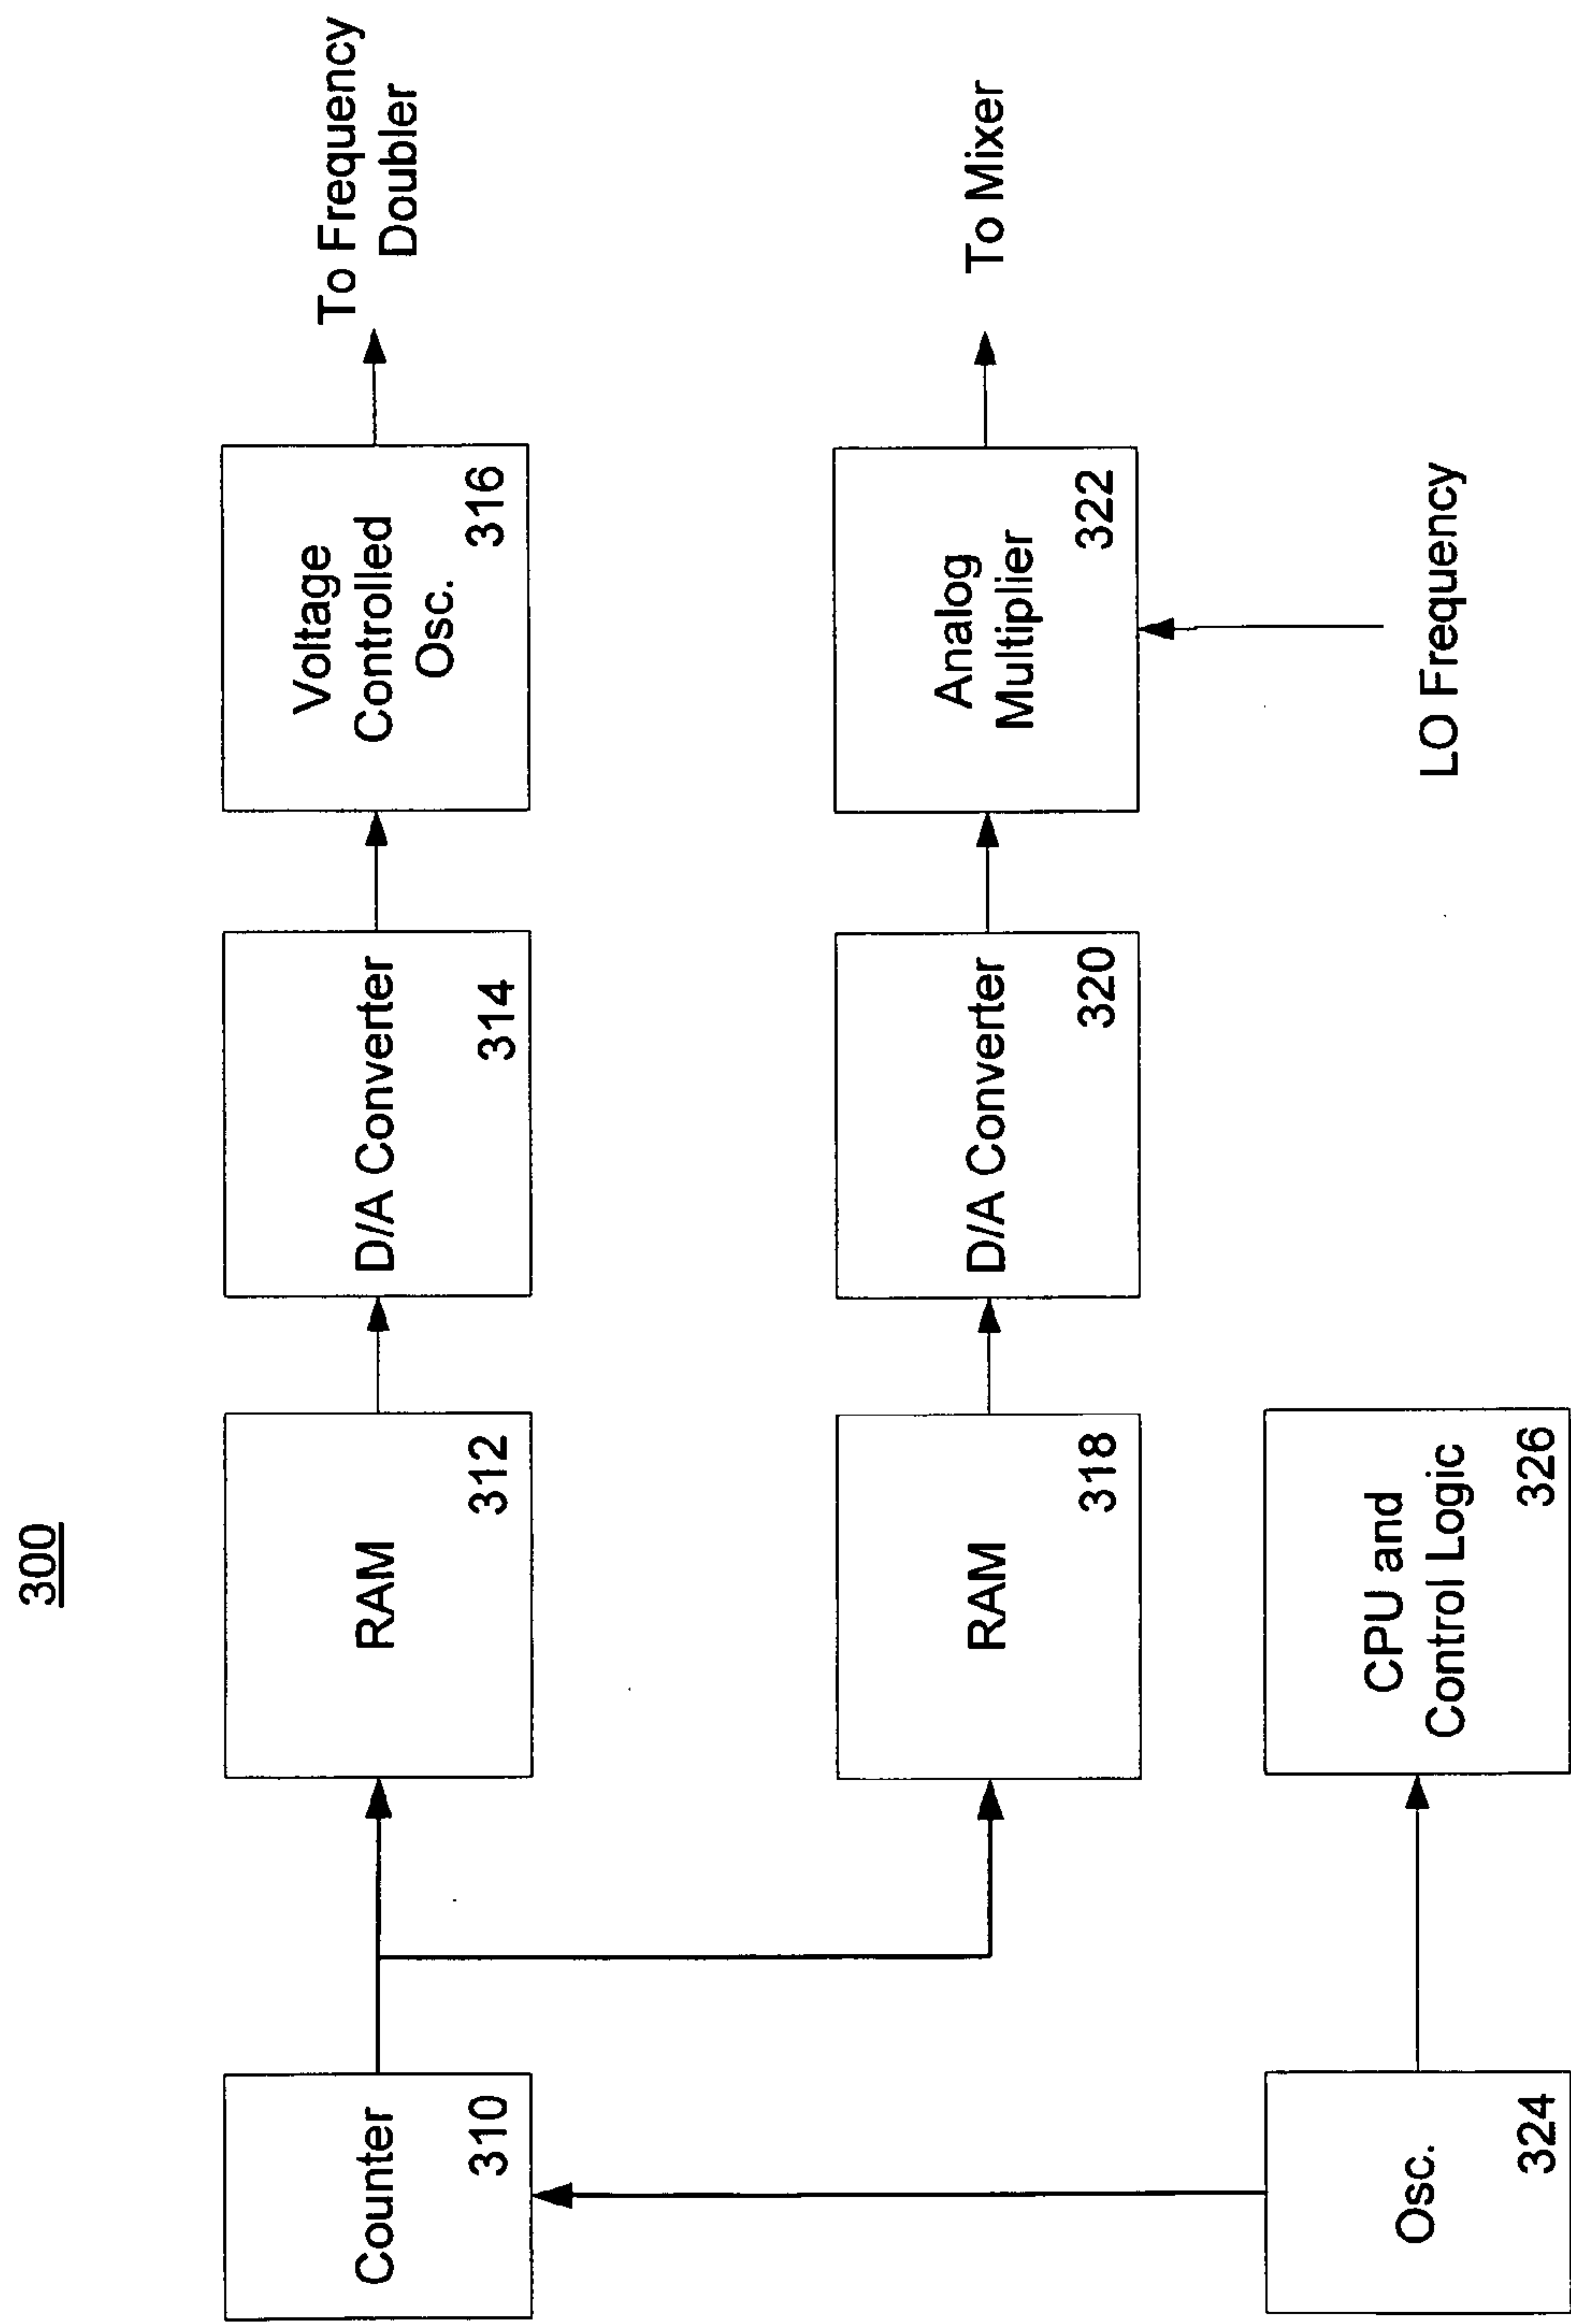 300
Counter
310
RAM
312
D/A Converter
314
Voltage
Controlled
Osc.
316
To Frequency
Doubler
RAM
318
D/A Converter
320
Analog
Multiplier
322
To Mixer
Osc.
324
CPU and
Control Logic
326
LO Frequency